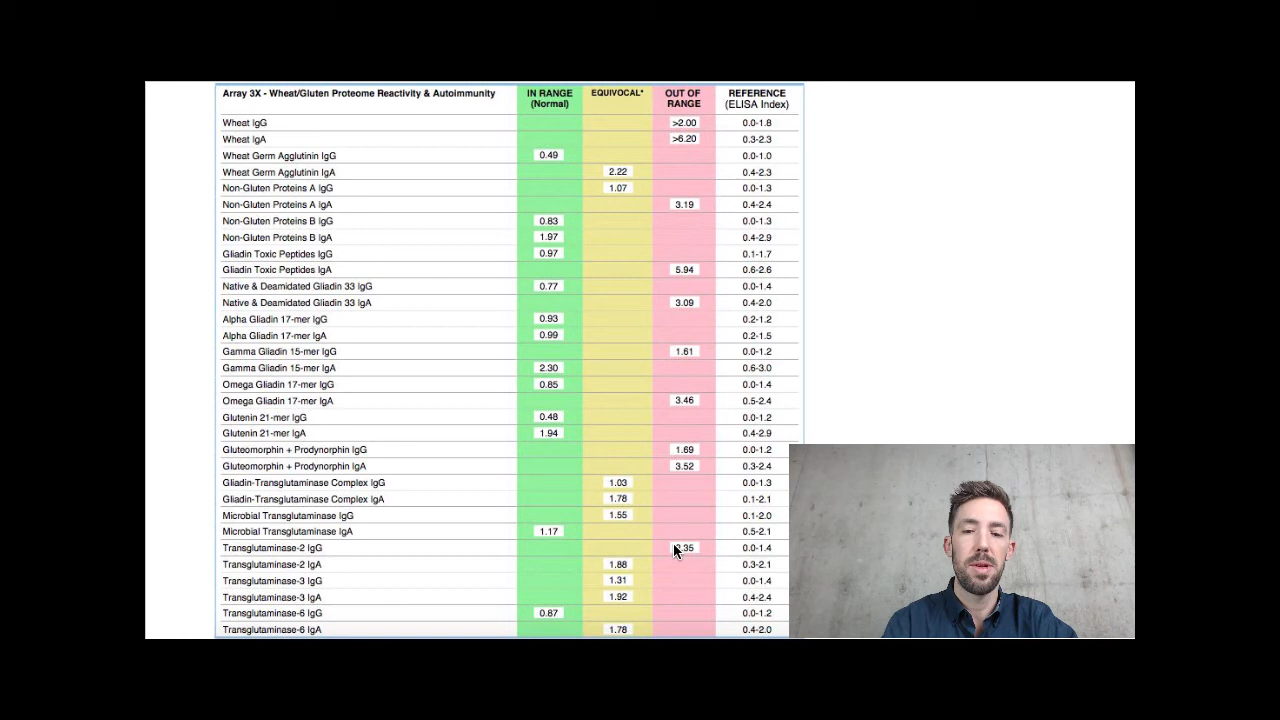 Array 3X - Wheat/Gluten Proteome Reactivity & Autoimmunity IN RANGE (Normal) EQUIVOCAL* OUT OF RANGE REFERENCE (ELISA Index)
Wheat IgG >2.00 0.0-1.8
Wheat IgA >6.20 0.3-2.3
Wheat Germ Agglutinin IgG 0.49 0.0-1.0
Wheat Germ Agglutinin IgA 2.22 0.4-2.3
Non-Gluten Proteins A IgG 1.07 0.0-1.3
Non-Gluten Proteins A IgA 3.19 0.4-2.4
Non-Gluten Proteins B IgG 0.83 0.0-1.3
Non-Gluten Proteins B IgA 1.97 0.4-2.9
Gliadin Toxic Peptides IgG 0.97 0.1-1.7
Gliadin Toxic Peptides IgA 5.94 0.6-2.6
Native & Deamidated Gliadin 33 IgG 0.77 0.0-1.4
Native & Deamidated Gliadin 33 IgA 3.09 0.4-2.0
Alpha Gliadin 17-mer IgG 0.93 0.2-1.2
Alpha Gliadin 17-mer IgA 0.99 0.2-1.5
Gamma Gliadin 15-mer IgG 1.61 0.0-1.2
Gamma Gliadin 15-mer IgA 2.30 0.6-3.0
Omega Gliadin 17-mer IgG 0.85 0.0-1.4
Omega Gliadin 17-mer IgA 3.46 0.5-2.4
Glutenin 21-mer IgG 0.48 0.0-1.2
Glutenin 21-mer IgA 1.94 0.4-2.9
Gluteomorphin + Prodynorphin IgG 1.69 0.0-1.2
Gluteomorphin + Prodynorphin IgA 3.52 0.3-2.4
Gliadin-Transglutaminase Complex IgG 1.03 0.0-1.3
Gliadin-Transglutaminase Complex IgA 1.78 0.1-2.1
Microbial Transglutaminase IgG 1.55 0.1-2.0
Microbial Transglutaminase IgA 1.17 0.5-2.1
Transglutaminase-2 IgG 0.0-1.4
Transglutaminase-2 IgA 1.88 0.3-2.1
Transglutaminase-3 IgG 1.31 0.0-1.4
Transglutaminase-3 IgA 1.92 0.4-2.4
Transglutaminase-6 IgG 0.87 0.0-1.2
Transglutaminase-6 IgA 1.78 0.4-2.0